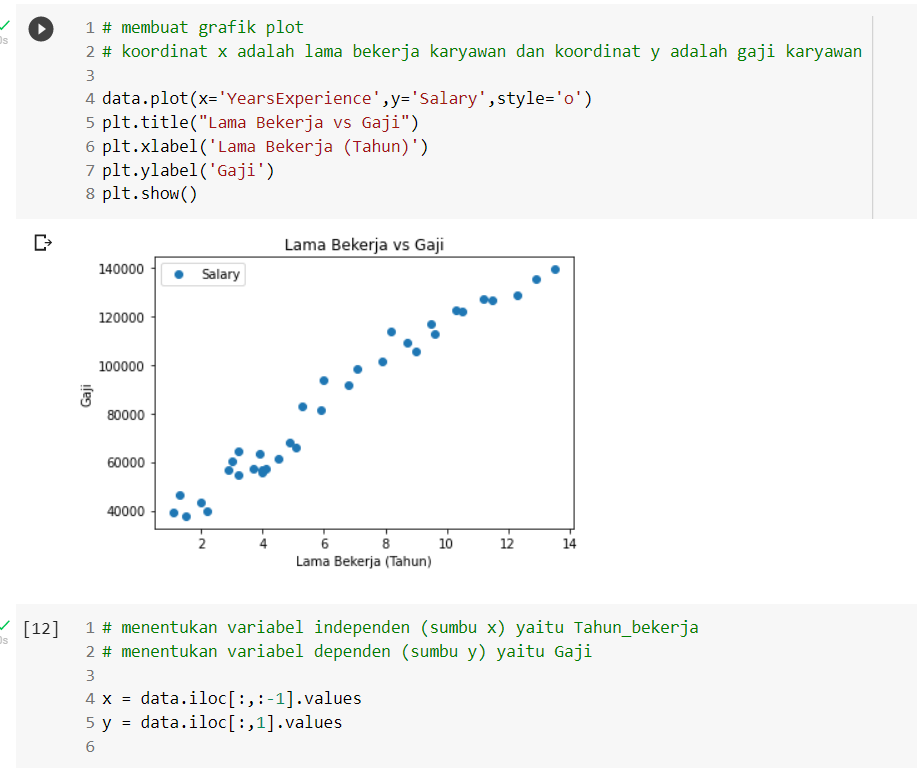 1 # membuat grafik plot
0s
2 # koordinat x adalah lama bekerja karyawan dan koordinat y adalah gaji karyawan
3
4 data.plot(x='YearsExperience',y='Salary',style='o')
5 plt.title("Lama Bekerja vs Gaji")
6 plt.xlabel('Lama Bekerja (Tahun)')
7 plt.ylabel('Gaji')
8 plt.show()
Lama Bekerja vs Gaji
Salary
140000
120000
100000
80000
60000
40000
Gaji
2 4 6 8 10 12 14
Lama Bekerja (Tahun)
[12] 1 # menentukan variabel independen (sumbu x) yaitu Tahun_bekerja
0s
2 # menentukan variabel dependen (sumbu y) yaitu Gaji
3
4 x = data.iloc[:,:-1].values
5 y = data.iloc[:,1].values
6